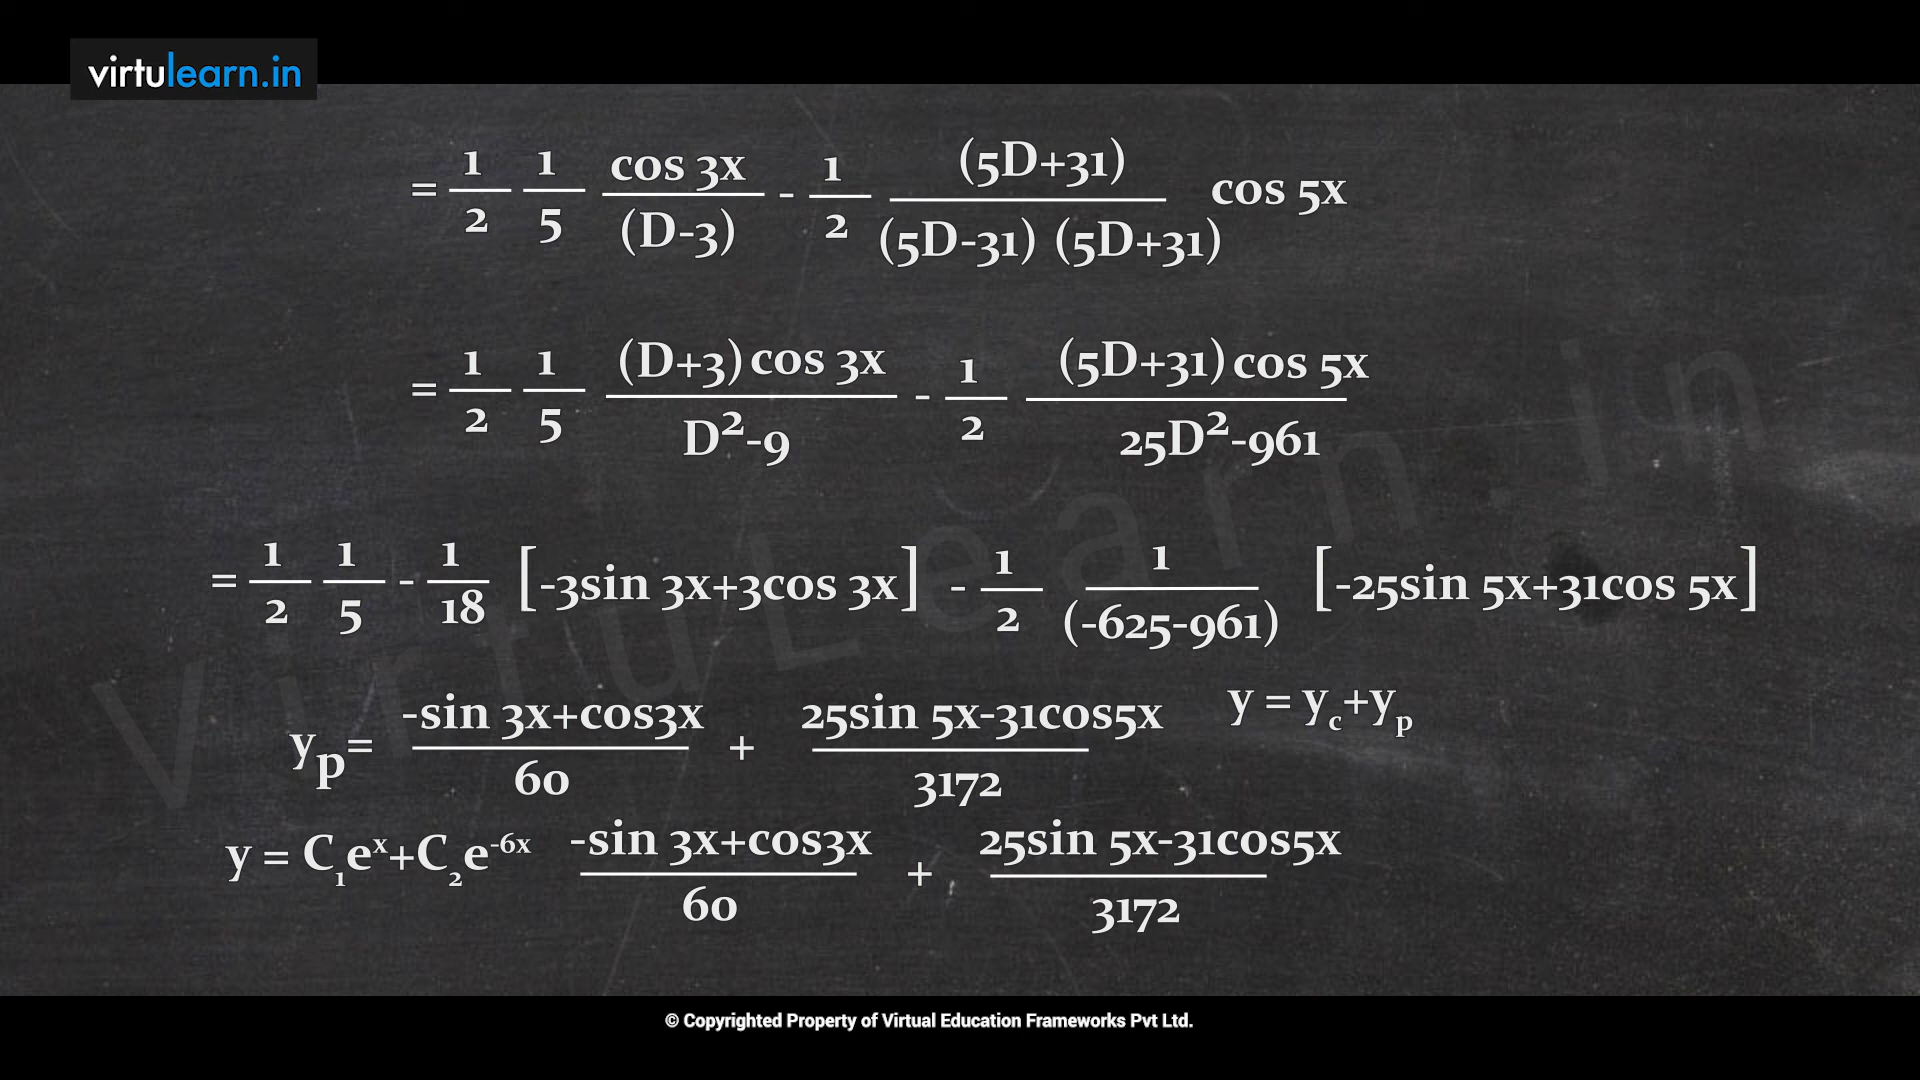 virtulearn.in
= 1/2 1/5 cos 3x/(D-3) - 1/2 (5D+31)/(5D-31) (5D+31) cos 5x
= 1/2 1/5 (D+3) cos 3x/D²-9 - 1/2 (5D+31) cos 5x/25D²-961
= 1/2 1/5 - 1/18 [-3sin 3x+3cos 3x] - 1/2 1/(-625-961) [-25sin 5x+31cos 5x]
yₚ= -sin 3x+cos3x/60 + 25sin 5x-31cos5x/3172 y = y_c+yₚ
y = C₁eˣ+C₂e⁻⁶ˣ -sin 3x+cos3x/60 + 25sin 5x-31cos5x/3172
VirtuLearn.in
© Copyrighted Property of Virtual Education Frameworks Pvt Ltd.